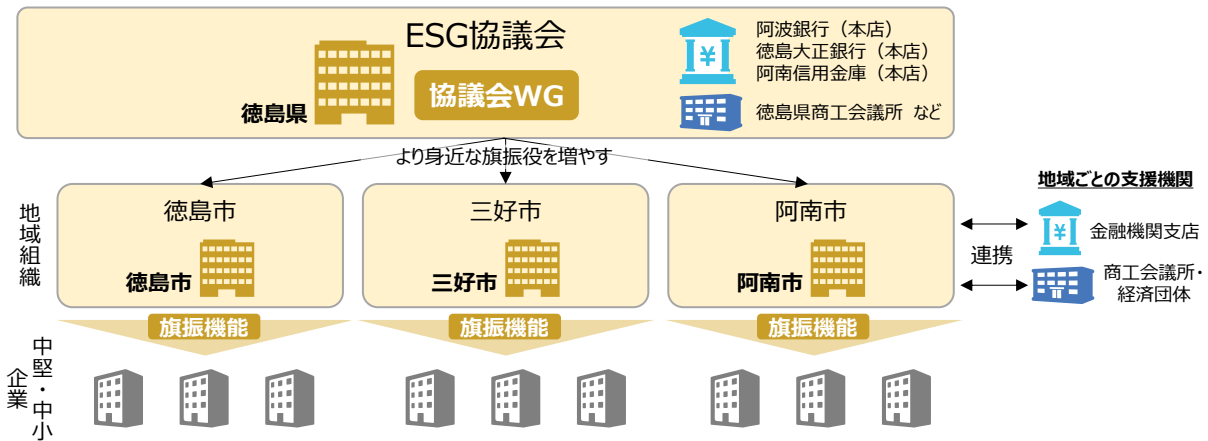 ESG協議会
協議会WG
徳島県
阿波銀行（本店）
徳島大正銀行（本店）
阿南信用金庫（本店）
徳島県商工会議所 など
より身近な旗振役を増やす
地域組織
徳島市
徳島市
三好市
三好市
阿南市
阿南市
地域ごとの支援機関
金融機関支店
連携
商工会議所・
経済団体
旗振機能
旗振機能
旗振機能
中堅・中小
企業